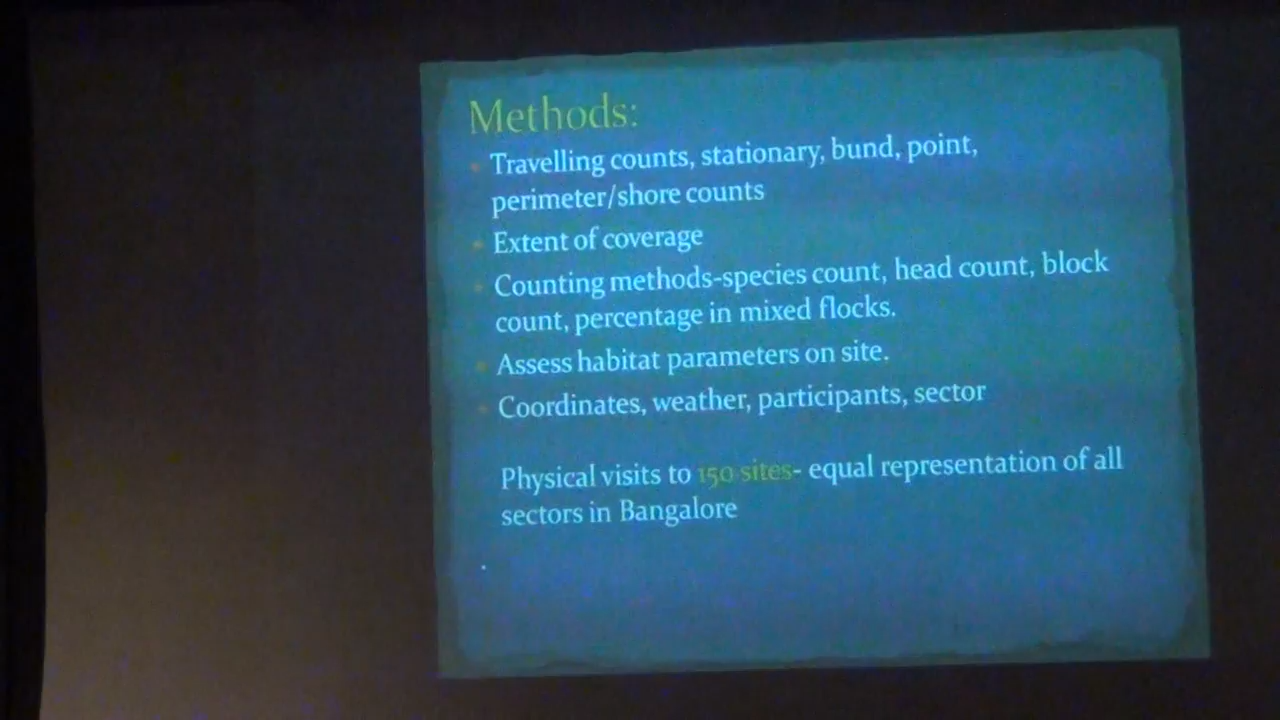 Methods:
Travelling counts, stationary, bund, point,
perimeter/shore counts
Extent of coverage
Counting methods-species count, head count, block
count, percentage in mixed flocks.
Assess habitat parameters on site.
Coordinates, weather, participants, sector
Physical visits to 150 sites- equal representation of all
sectors in Bangalore
.